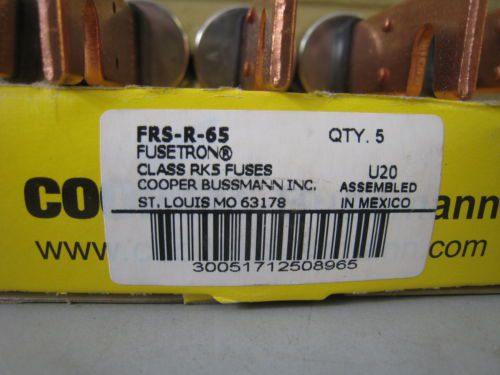 FRS-R-65 QTY. 5
FUSETRON®
CLASS RK5 FUSES U20
COOPER BUSSMANN INC. ASSEMBLED
ST. LOUIS MO 63178 IN MEXICO
30051712508965